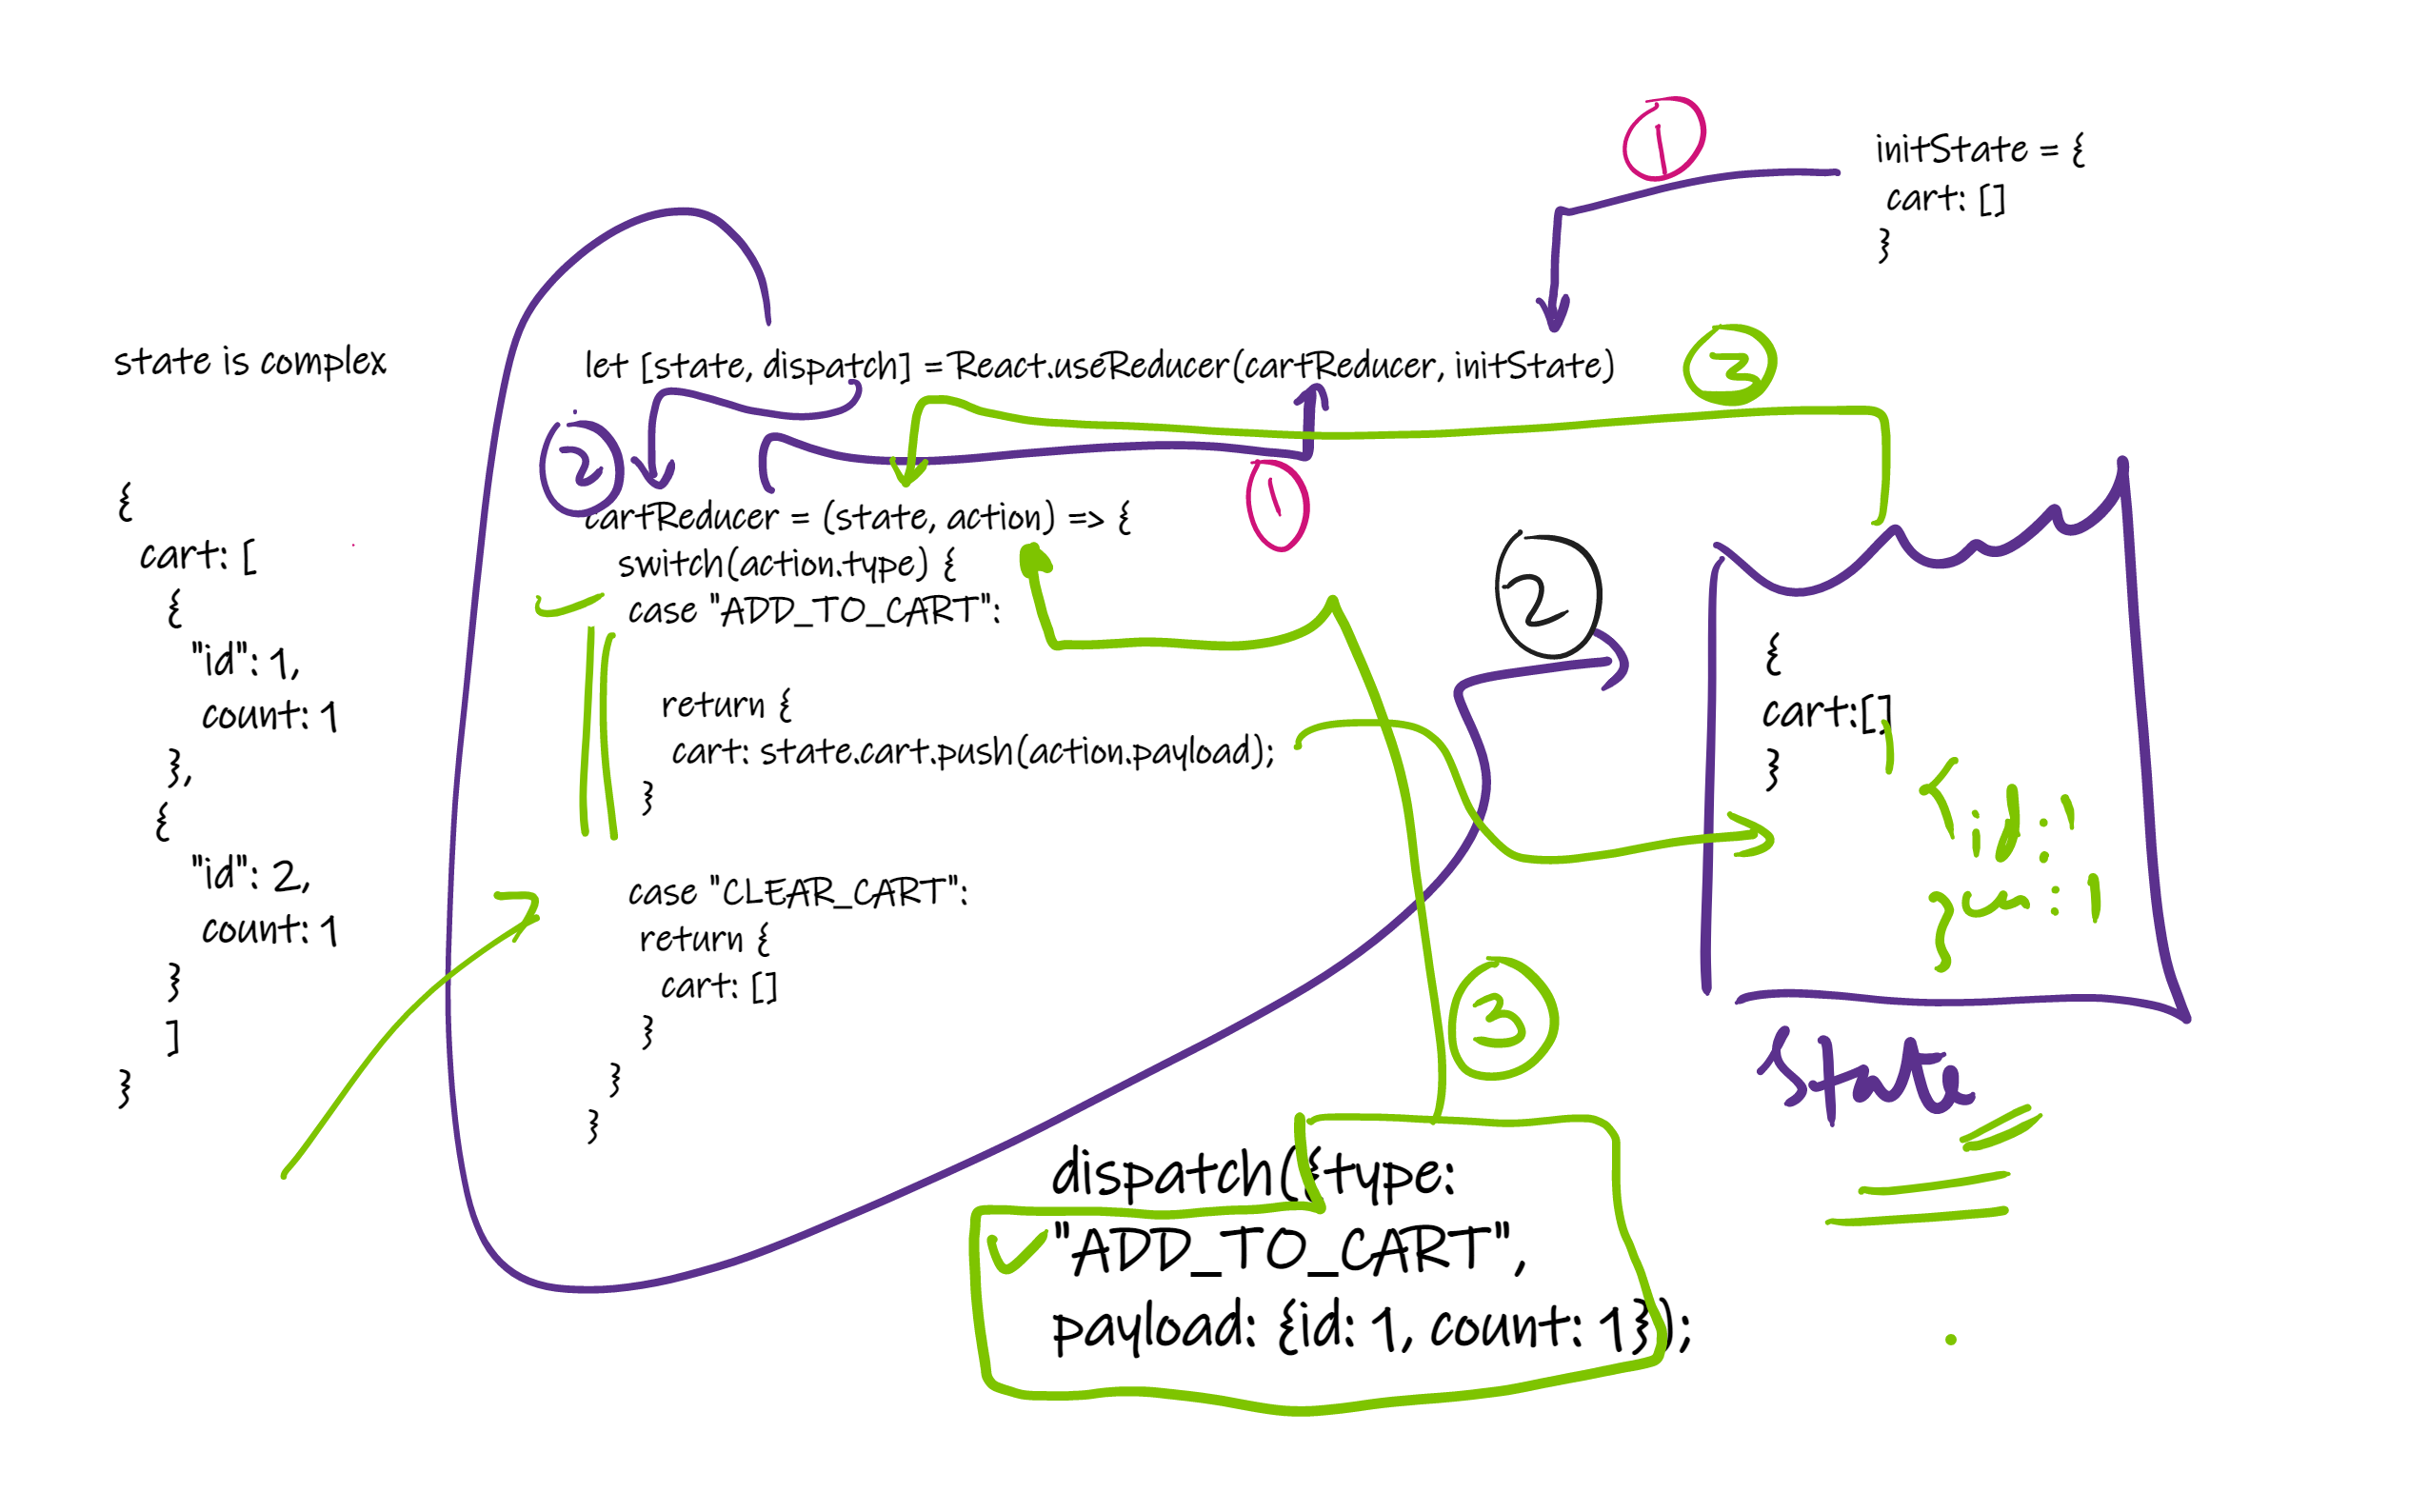 1
initState = {
cart: []
}
state is complex
let [state, dispatch] = React.useReducer(cartReducer, initState)
3
2
1
cartReducer = (state, action) => {
switch(action.type) {
case "ADD_TO_CART":
return {
cart: state.cart.push(action.payload);
}
case "CLEAR_CART":
return {
cart: []
}
}
}
{
cart: [
{
"id": 1,
count: 1
},
{
"id": 2,
count: 1
}
]
}
2
{
cart:[]
}
id:1
:1
}
State
3
dispatch({type:
"ADD_TO_CART",
payload: {id: 1, count: 1});